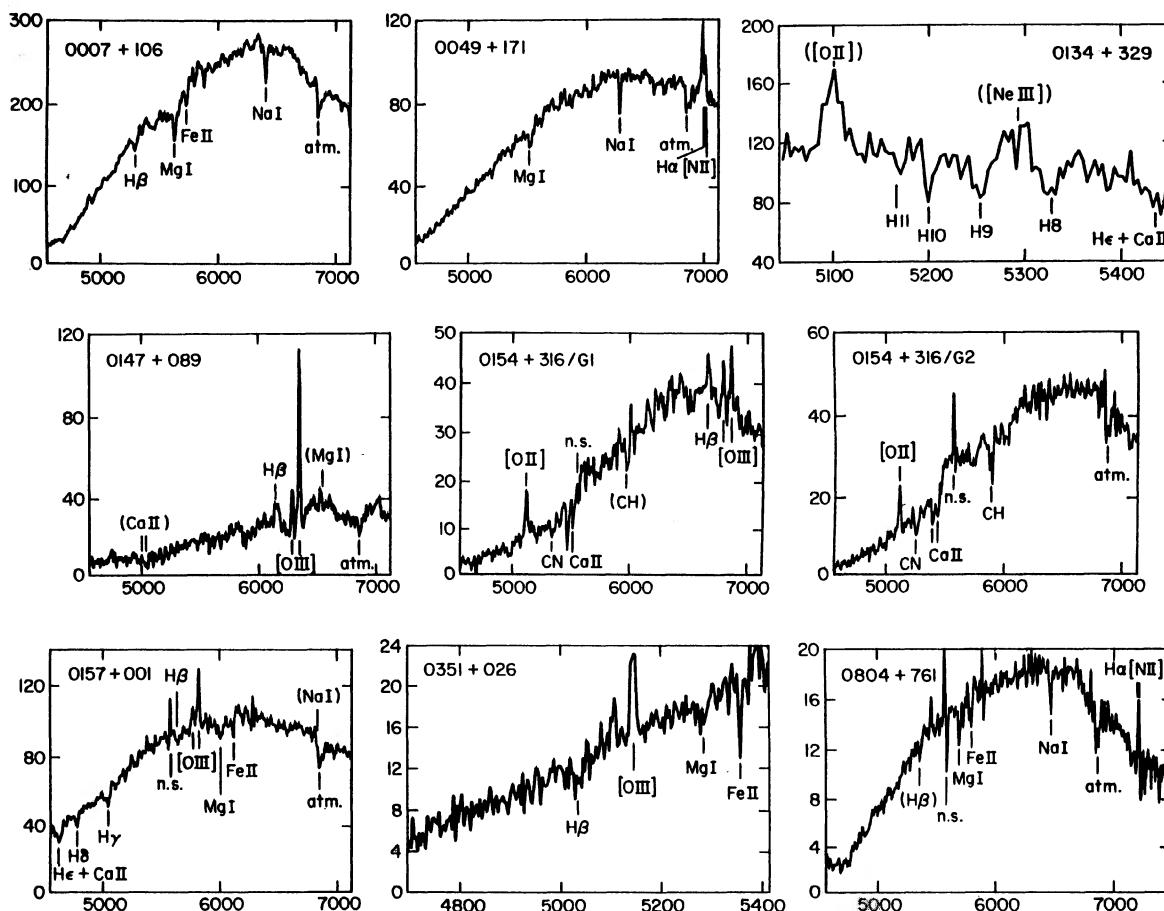 300
0007 + 106
200
100
0
FeII
NaI
Hβ
MgI
atm.
5000 6000 7000
120
0049 + 171
80
40
0
NaI
MgI
atm.
Hα [NII]
5000 6000 7000
200
([OII])
0134 + 329
160
([Ne III])
120
80
40
H11
H10
H9
H8
Hε + CaII
5100 5200 5300 5400
120
0147 + 089
80
40
0
Hβ
(MgI)
(CaII)
[OIII]
atm.
5000 6000 7000
50
0154 + 316/G1
40
30
20
10
0
[OII]
n.s.
Hβ
[OIII]
(CH)
CN
CaII
5000 6000 7000
60
0154 + 316/G2
40
20
0
[OII]
n.s.
atm.
CH
CaII
CN
5000 6000 7000
0157 + 001
120
80
40
0
Hβ
(NaI)
[OIII]
n.s.
FeII
MgI
atm.
Hγ
Hδ
Hε + CaII
5000 6000 7000
24
0351 + 026
20
16
12
8
4
0
[OIII]
MgI
FeII
Hβ
4800 5000 5200 5400
20
0804 + 761
16
12
8
4
0
Hα [NII]
FeII
MgI
NaI
(Hβ)
n.s.
atm.
5000 6000 7000